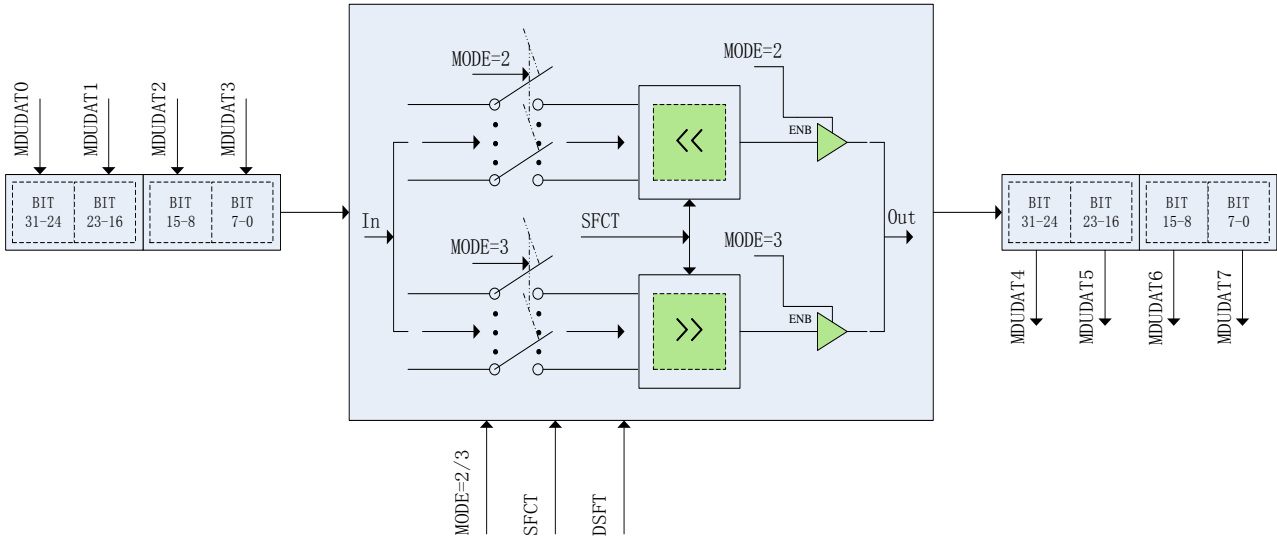 MDUDAT0
MDUDAT1
MDUDAT2
MDUDAT3
BIT
31-24
BIT
23-16
BIT
15-8
BIT
7-0
In
MODE=2
MODE=3
<<
>>
SFCT
MODE=2
ENB
MODE=3
ENB
Out
MODE=2/3
SFCT
DSFT
BIT
31-24
BIT
23-16
BIT
15-8
BIT
7-0
MDUDAT4
MDUDAT5
MDUDAT6
MDUDAT7